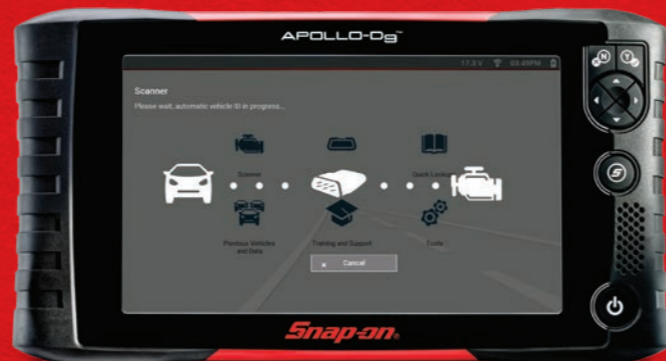 APOLLO-D9™
17.3 V 03:49PM
Scanner
Please wait, automatic vehicle ID in progress...
Scanner
Quick Lookup
Previous Vehicles
and Data
Training and Support
Tools
x Cancel
N Y
X ?
S
Snap-on®